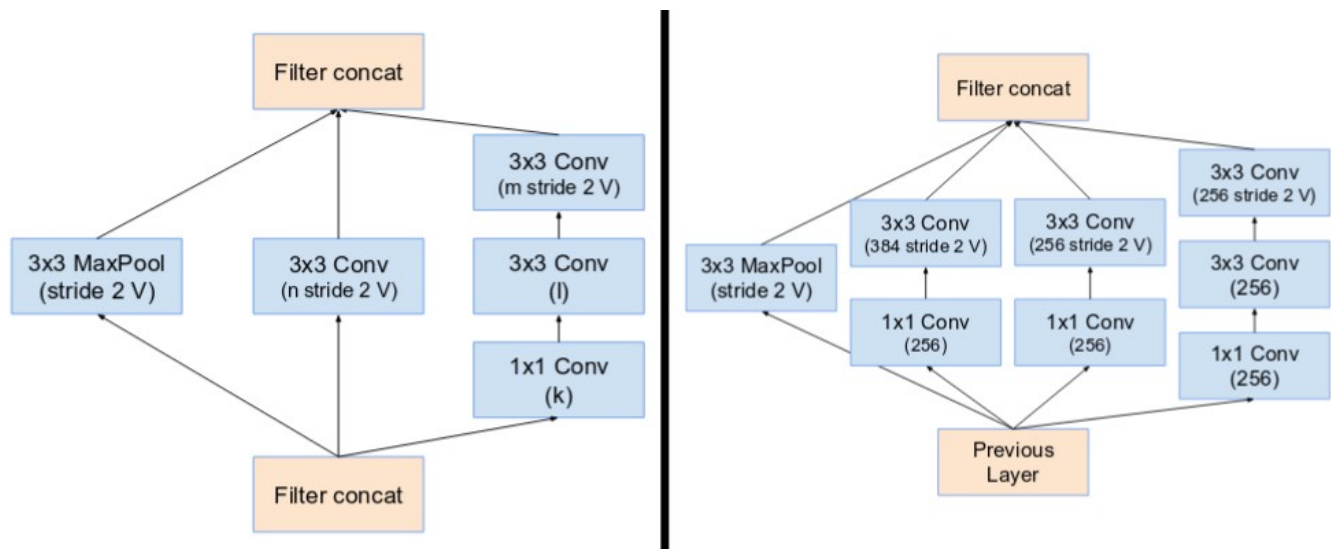 Filter concat
3x3 Conv
(m stride 2 V)
3x3 MaxPool
(stride 2 V)
3x3 Conv
(n stride 2 V)
3x3 Conv
(l)
1x1 Conv
(k)
Filter concat
Filter concat
3x3 Conv
(256 stride 2 V)
3x3 Conv
(384 stride 2 V)
3x3 Conv
(256 stride 2 V)
3x3 MaxPool
(stride 2 V)
3x3 Conv
(256)
1x1 Conv
(256)
1x1 Conv
(256)
1x1 Conv
(256)
Previous
Layer